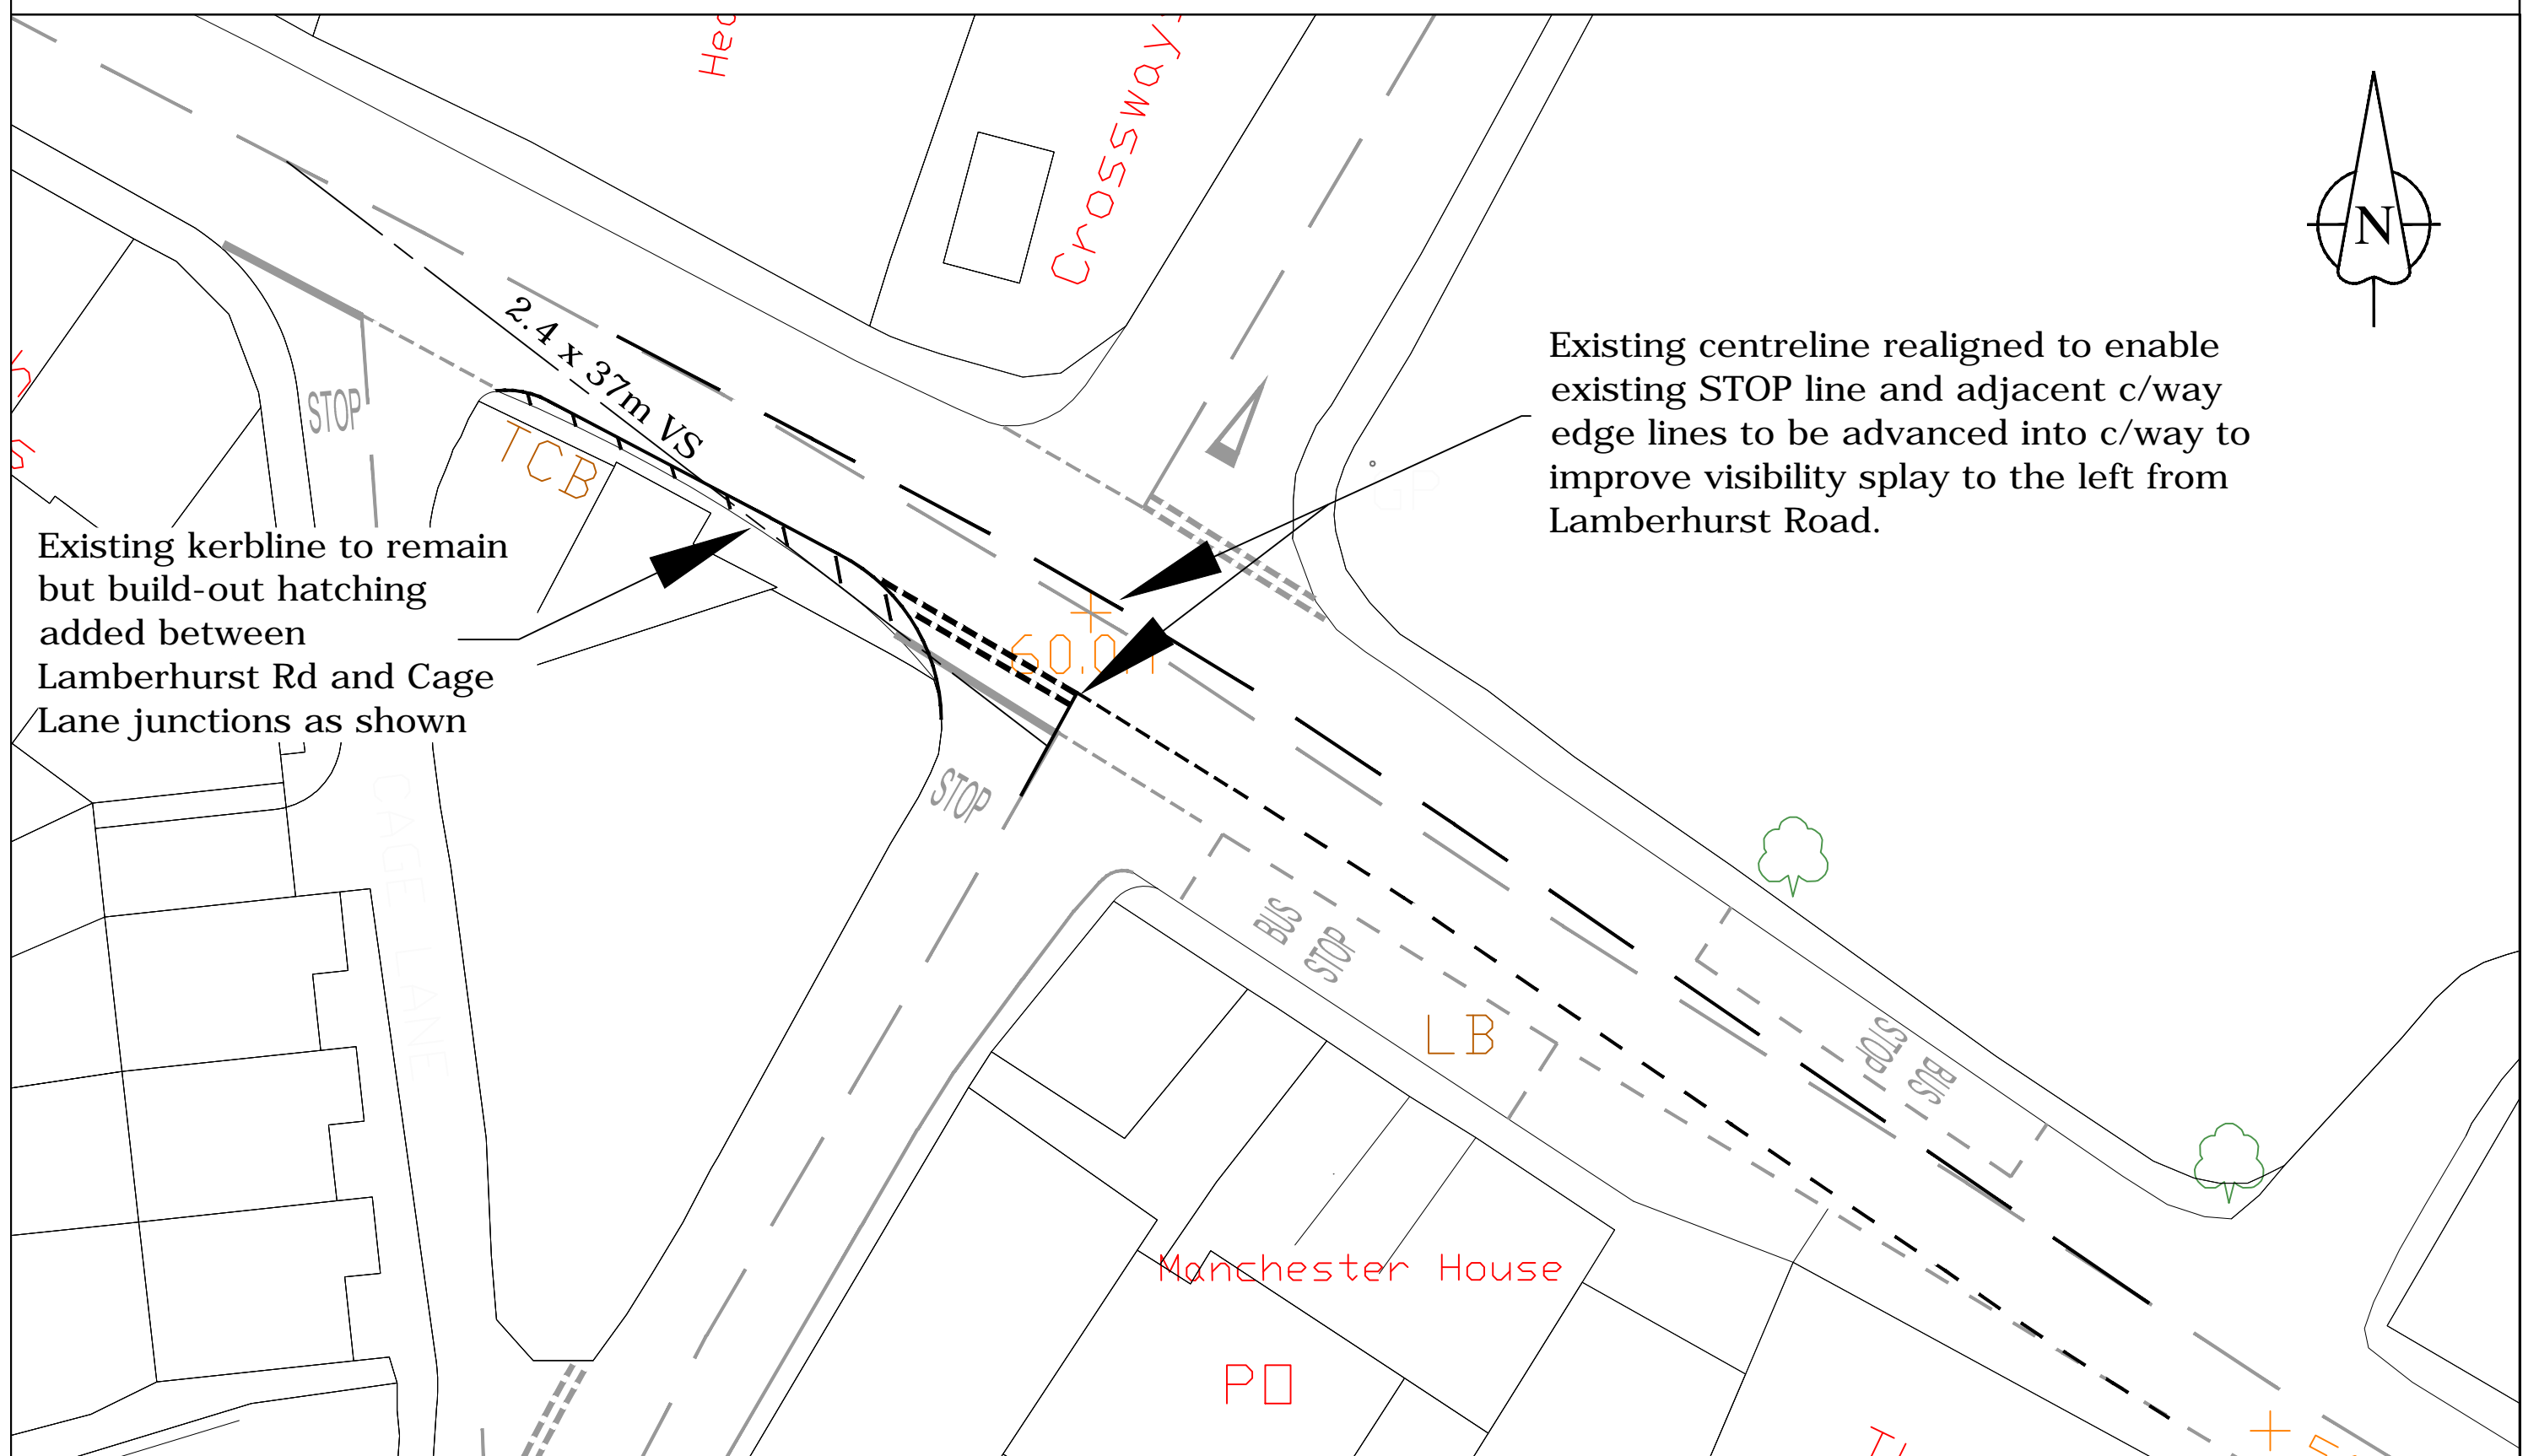 Crossway
N
2.4 x 37m VS
Existing centreline realigned to enable
existing STOP line and adjacent c/way
edge lines to be advanced into c/way to
improve visibility splay to the left from
Lamberhurst Road.
STOP
TCB
GP
Existing kerbline to remain
but build-out hatching
added between
Lamberhurst Rd and Cage
Lane junctions as shown
STOP
CAGE LANE
BUS
STOP
LB
BUS
STOP
Manchester House
PO